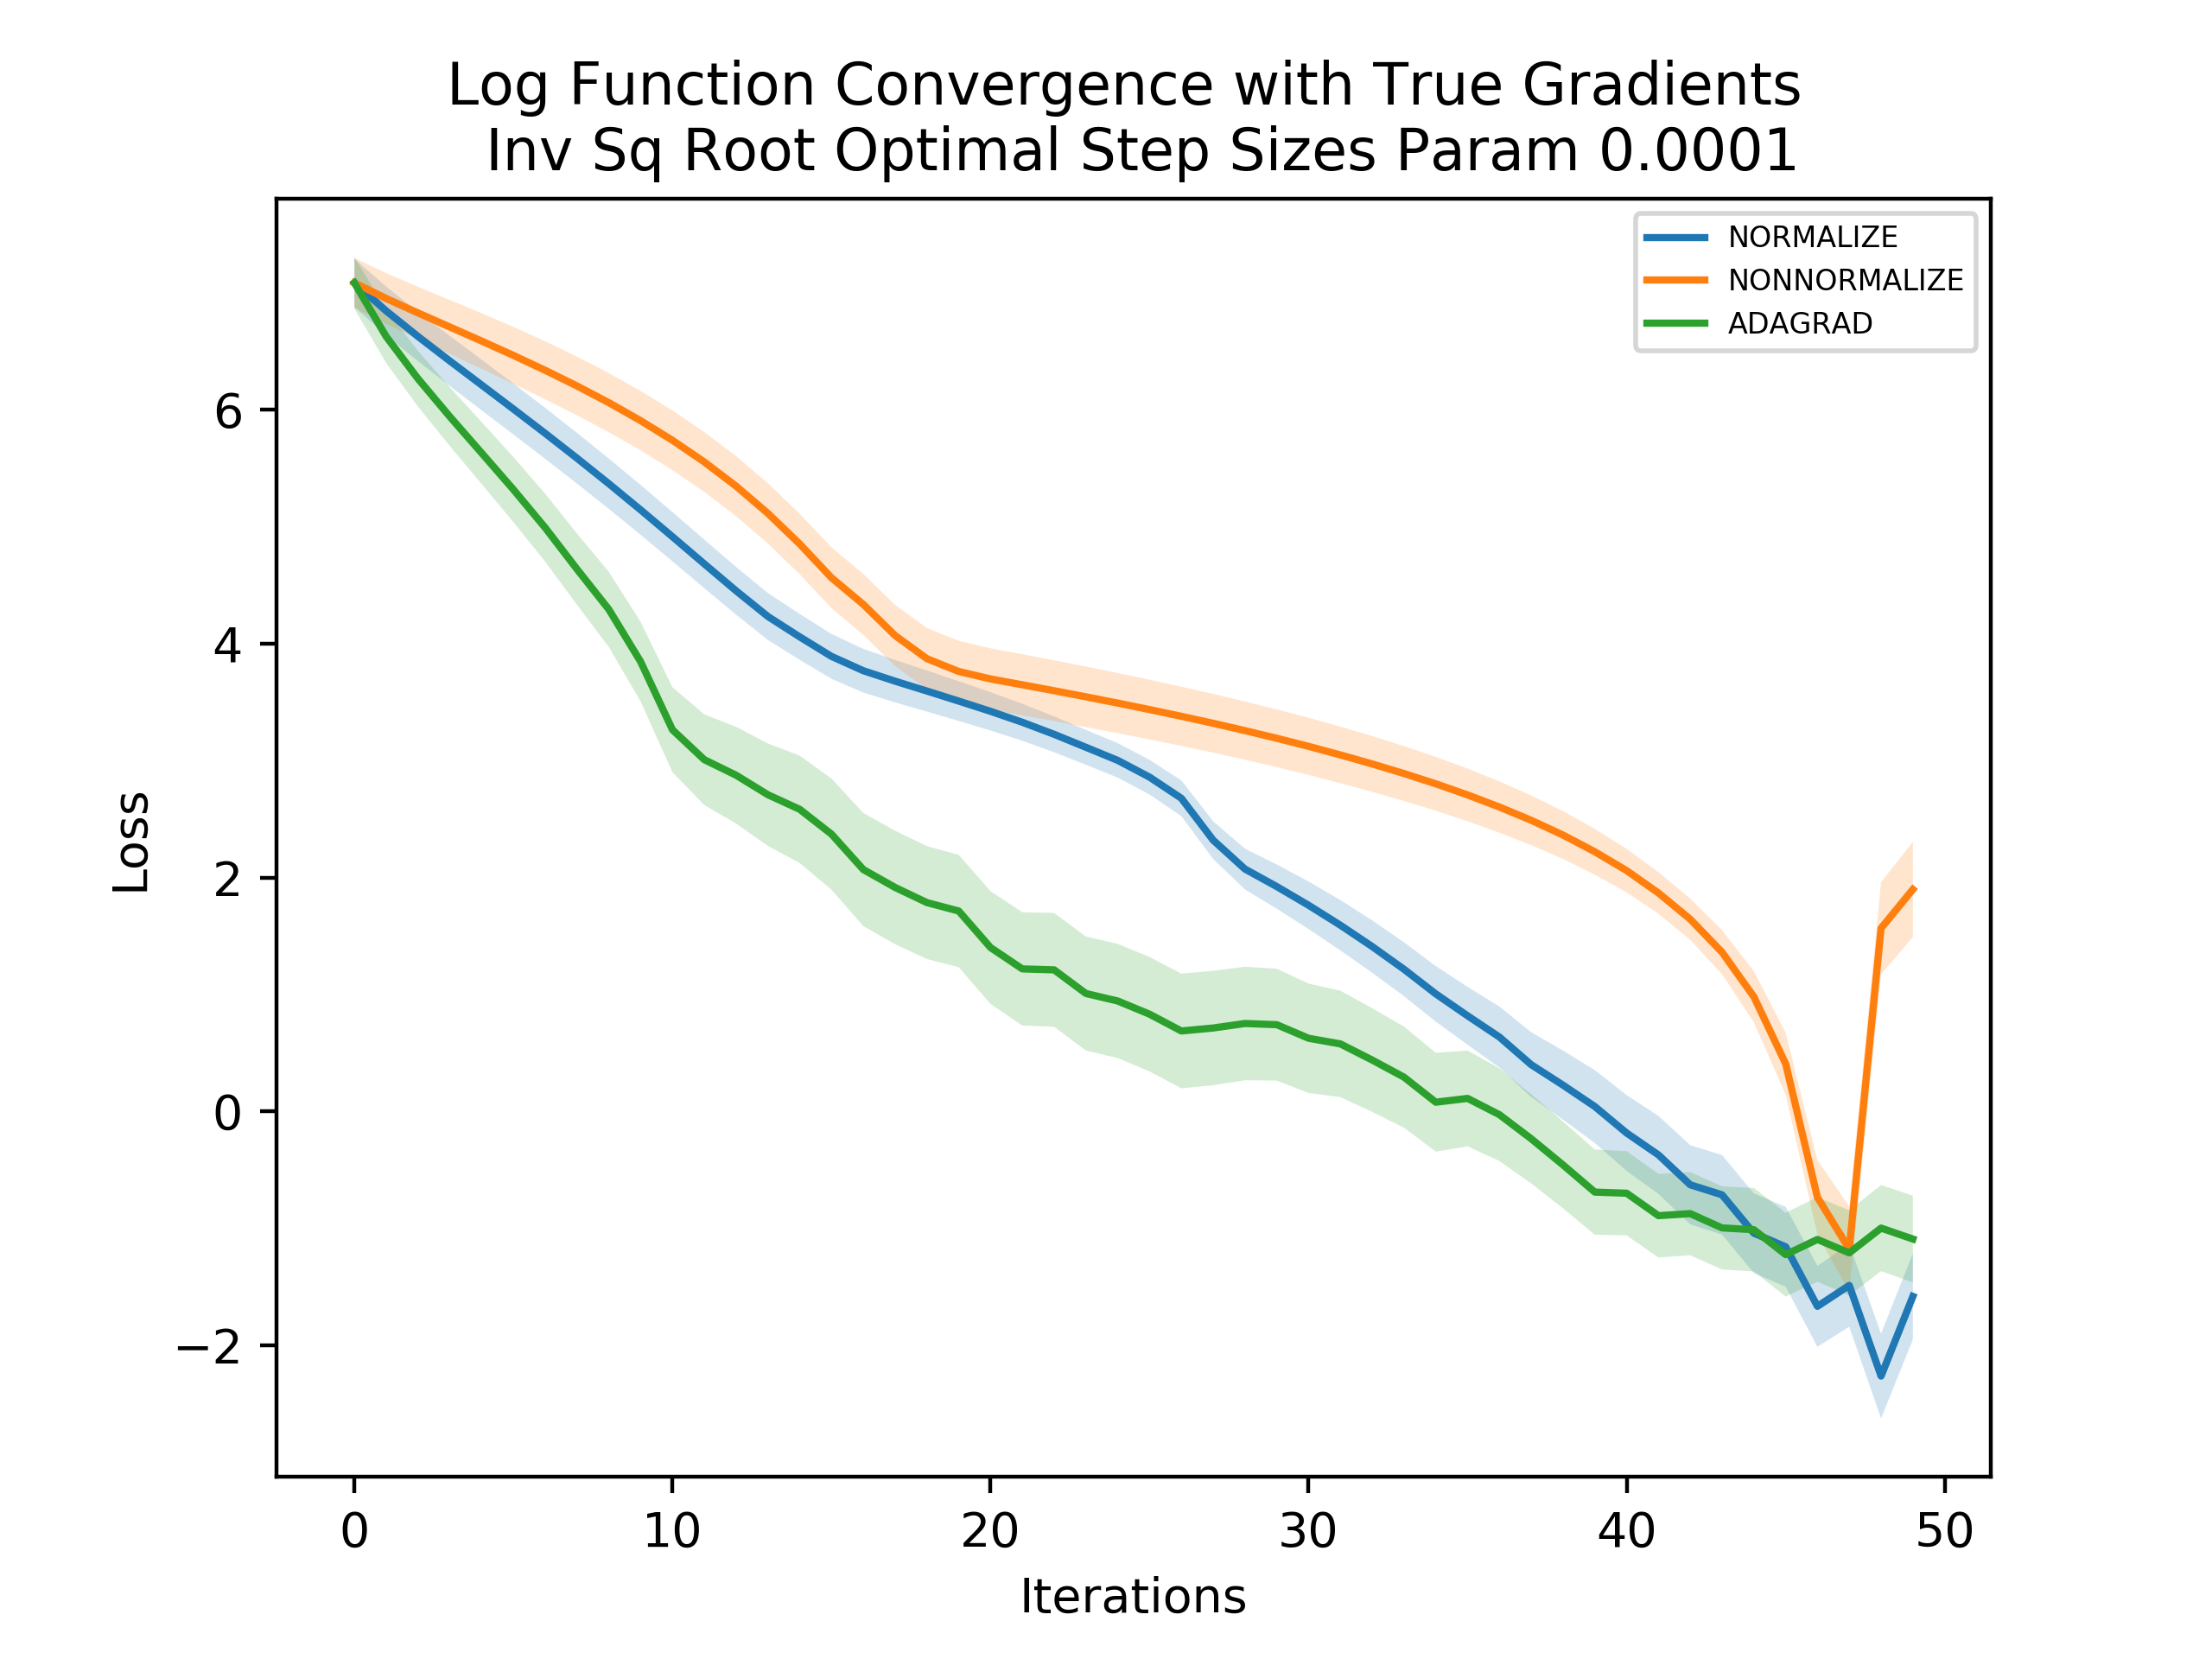 Log Function Convergence with True Gradients
Inv Sq Root Optimal Step Sizes Param 0.0001
NORMALIZE
NONNORMALIZE
ADAGRAD
Loss
6
4
2
0
−2
0 10 20 30 40 50
Iterations